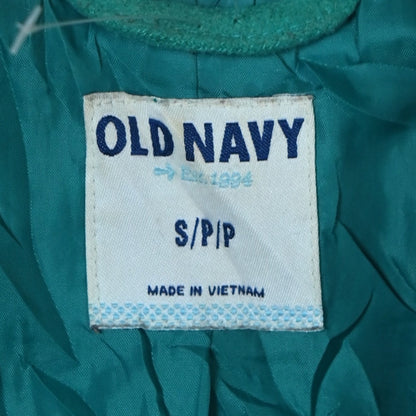 OLD NAVY
Est. 1994
S/P/P
MADE IN VIETNAM